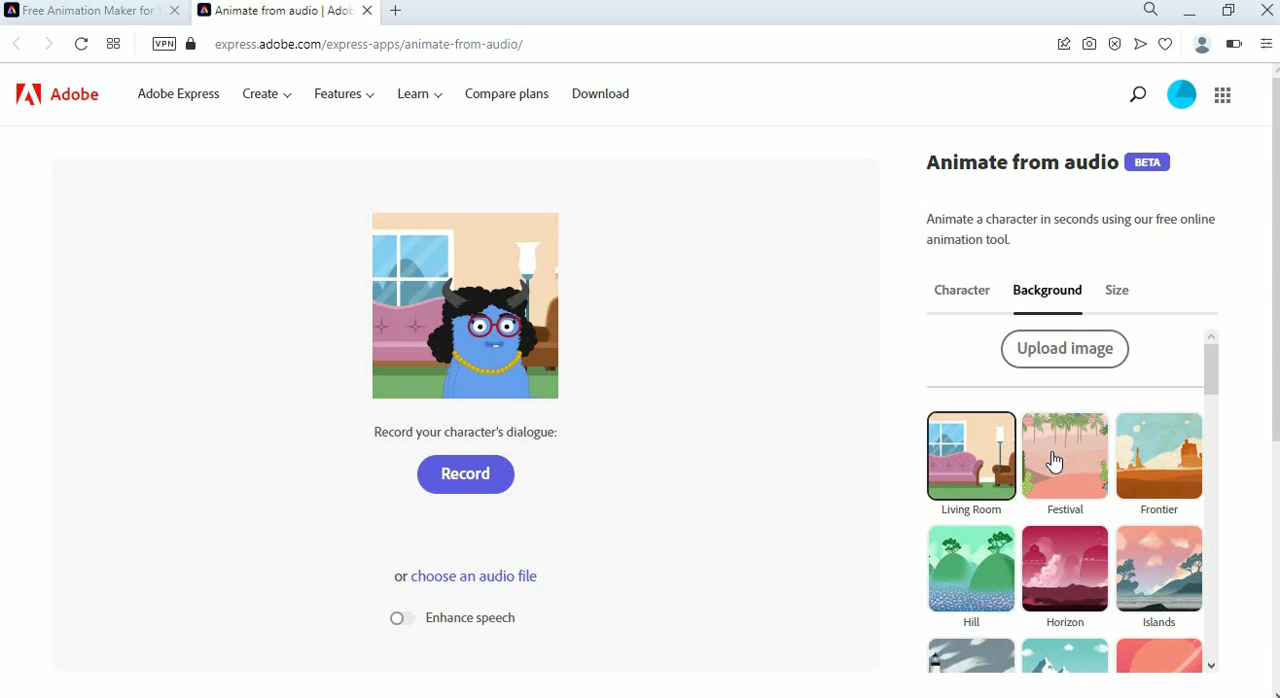 Free Animation Maker for
Animate from audio | Adob
VPN
express.adobe.com/express-apps/animate-from-audio/
Adobe
Adobe Express
Create
Features
Learn
Compare plans
Download
Animate from audio BETA
Animate a character in seconds using our free online
animation tool.
Character
Background
Size
Upload image
Living Room
Festival
Frontier
Hill
Horizon
Islands
Record your character's dialogue:
Record
or choose an audio file
Enhance speech